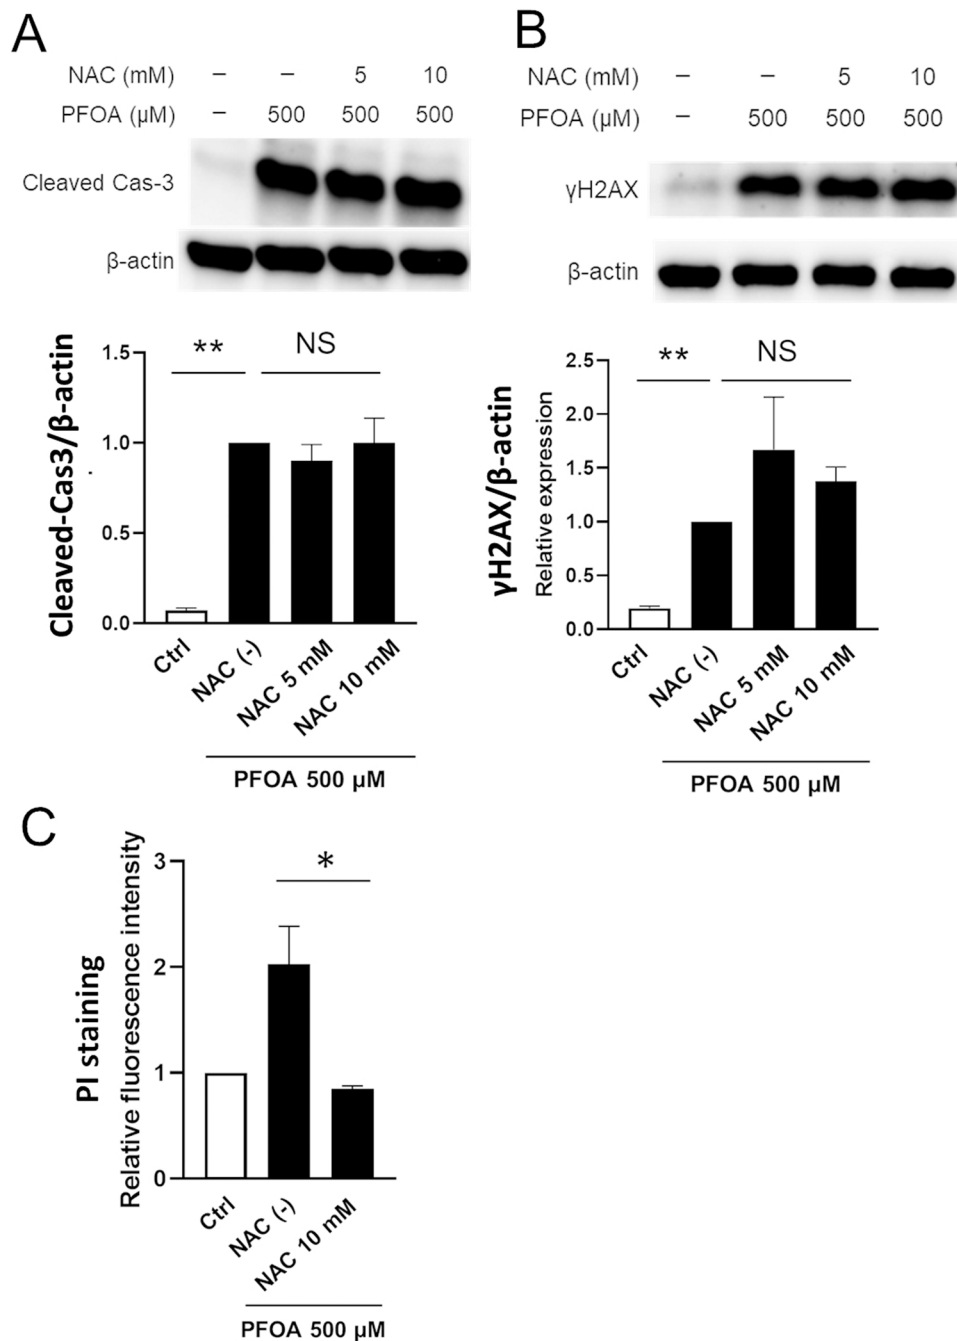 A
NAC (mM) – – 5 10
PFOA (µM) – 500 500 500
Cleaved Cas-3
β-actin
Cleaved-Cas3/β-actin
1.5
1.0
0.5
0.0
** NS
Ctrl
NAC (-)
NAC 5 mM
NAC 10 mM
PFOA 500 µM
B
NAC (mM) – – 5 10
PFOA (µM) – 500 500 500
γH2AX
β-actin
γH2AX/β-actin
Relative expression
2.5
2.0
1.5
1.0
0.5
0.0
** NS
Ctrl
NAC (-)
NAC 5 mM
NAC 10 mM
PFOA 500 µM
C
PI staining
Relative fluorescence intensity
3
2
1
0
*
Ctrl
NAC (-)
NAC 10 mM
PFOA 500 µM